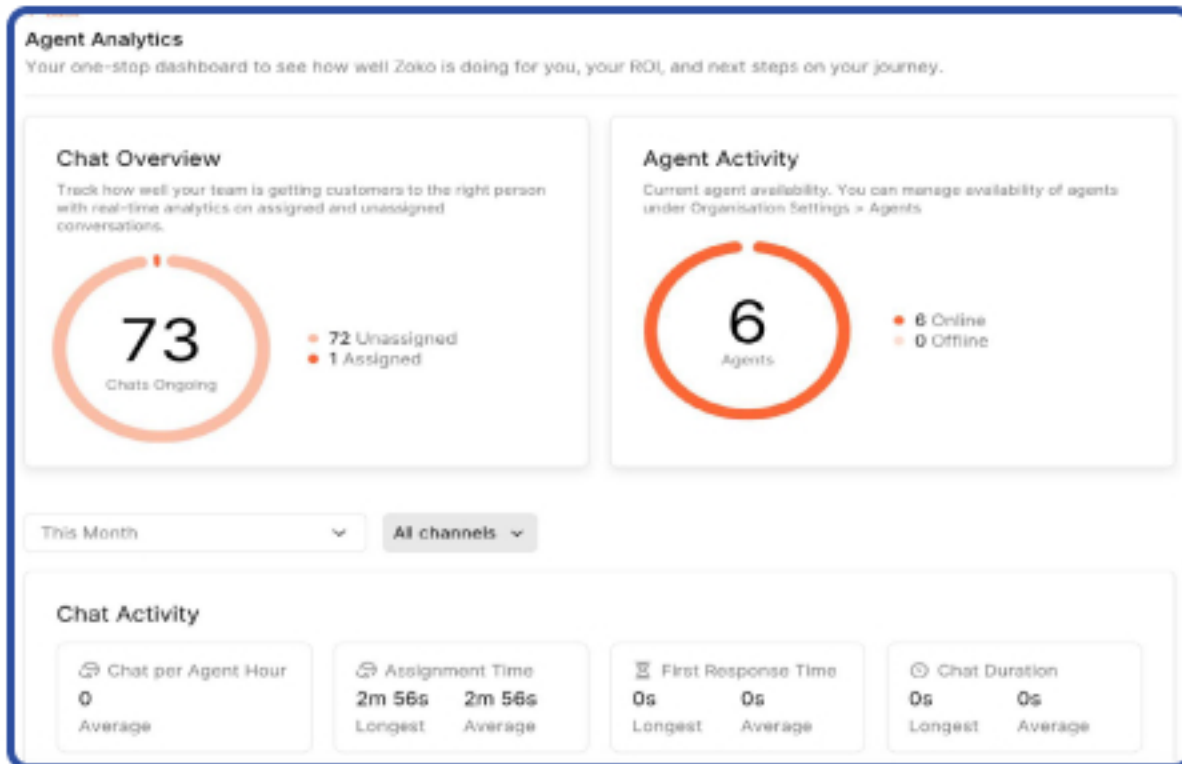 Agent Analytics
Your one-stop dashboard to see how well Zoko is doing for you, your ROI, and next steps on your journey.
Chat Overview
Track how well your team is getting customers to the right person
with real-time analytics on assigned and unassigned
conversations.
73
Chats Ongoing
72 Unassigned
1 Assigned
Agent Activity
Current agent availability. You can manage availability of agents
under Organisation Settings > Agents
6
Agents
6 Online
0 Offline
This Month
All channels
Chat Activity
Chat per Agent Hour
0
Average
Assignment Time
2m 56s 2m 56s
Longest Average
First Response Time
0s 0s
Longest Average
Chat Duration
0s 0s
Longest Average